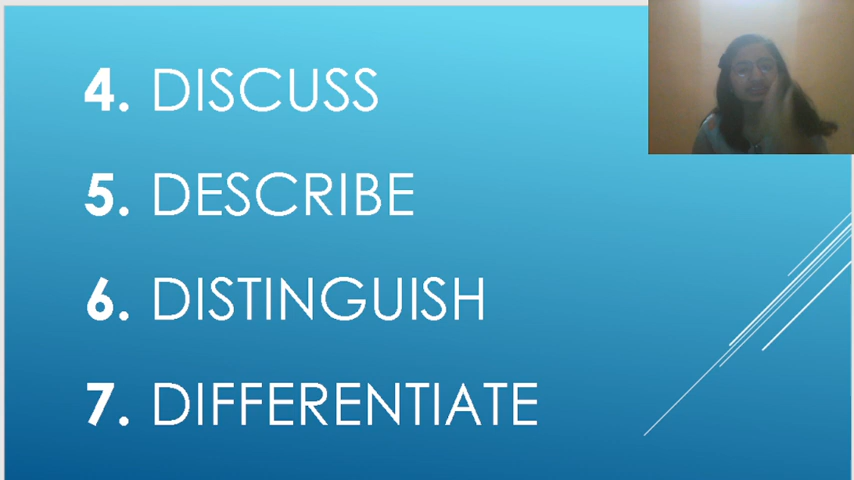 4. DISCUSS
5. DESCRIBE
6. DISTINGUISH
7. DIFFERENTIATE